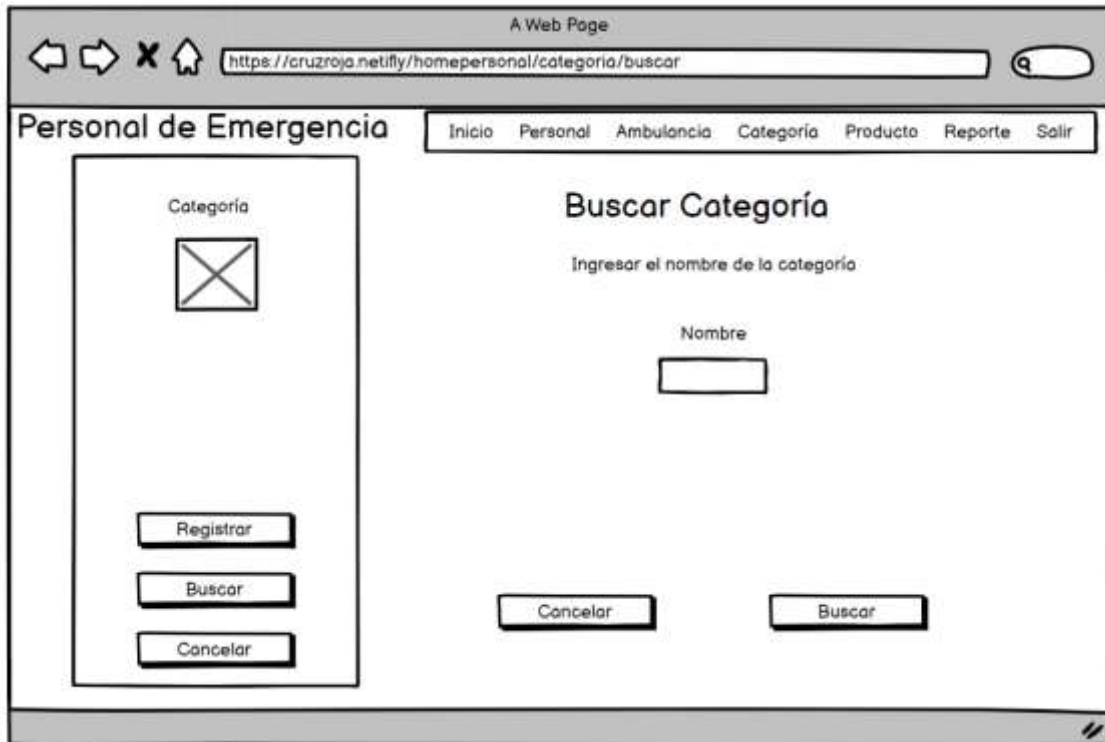 A Web Page
https://cruzroja.netifly/homepersonal/categoria/buscar
Personal de Emergencia
Inicio Personal Ambulancia Categoría Producto Reporte Salir
Categoría
Registrar
Buscar
Cancelar
Buscar Categoría
Ingresar el nombre de la categoría
Nombre
Cancelar Buscar